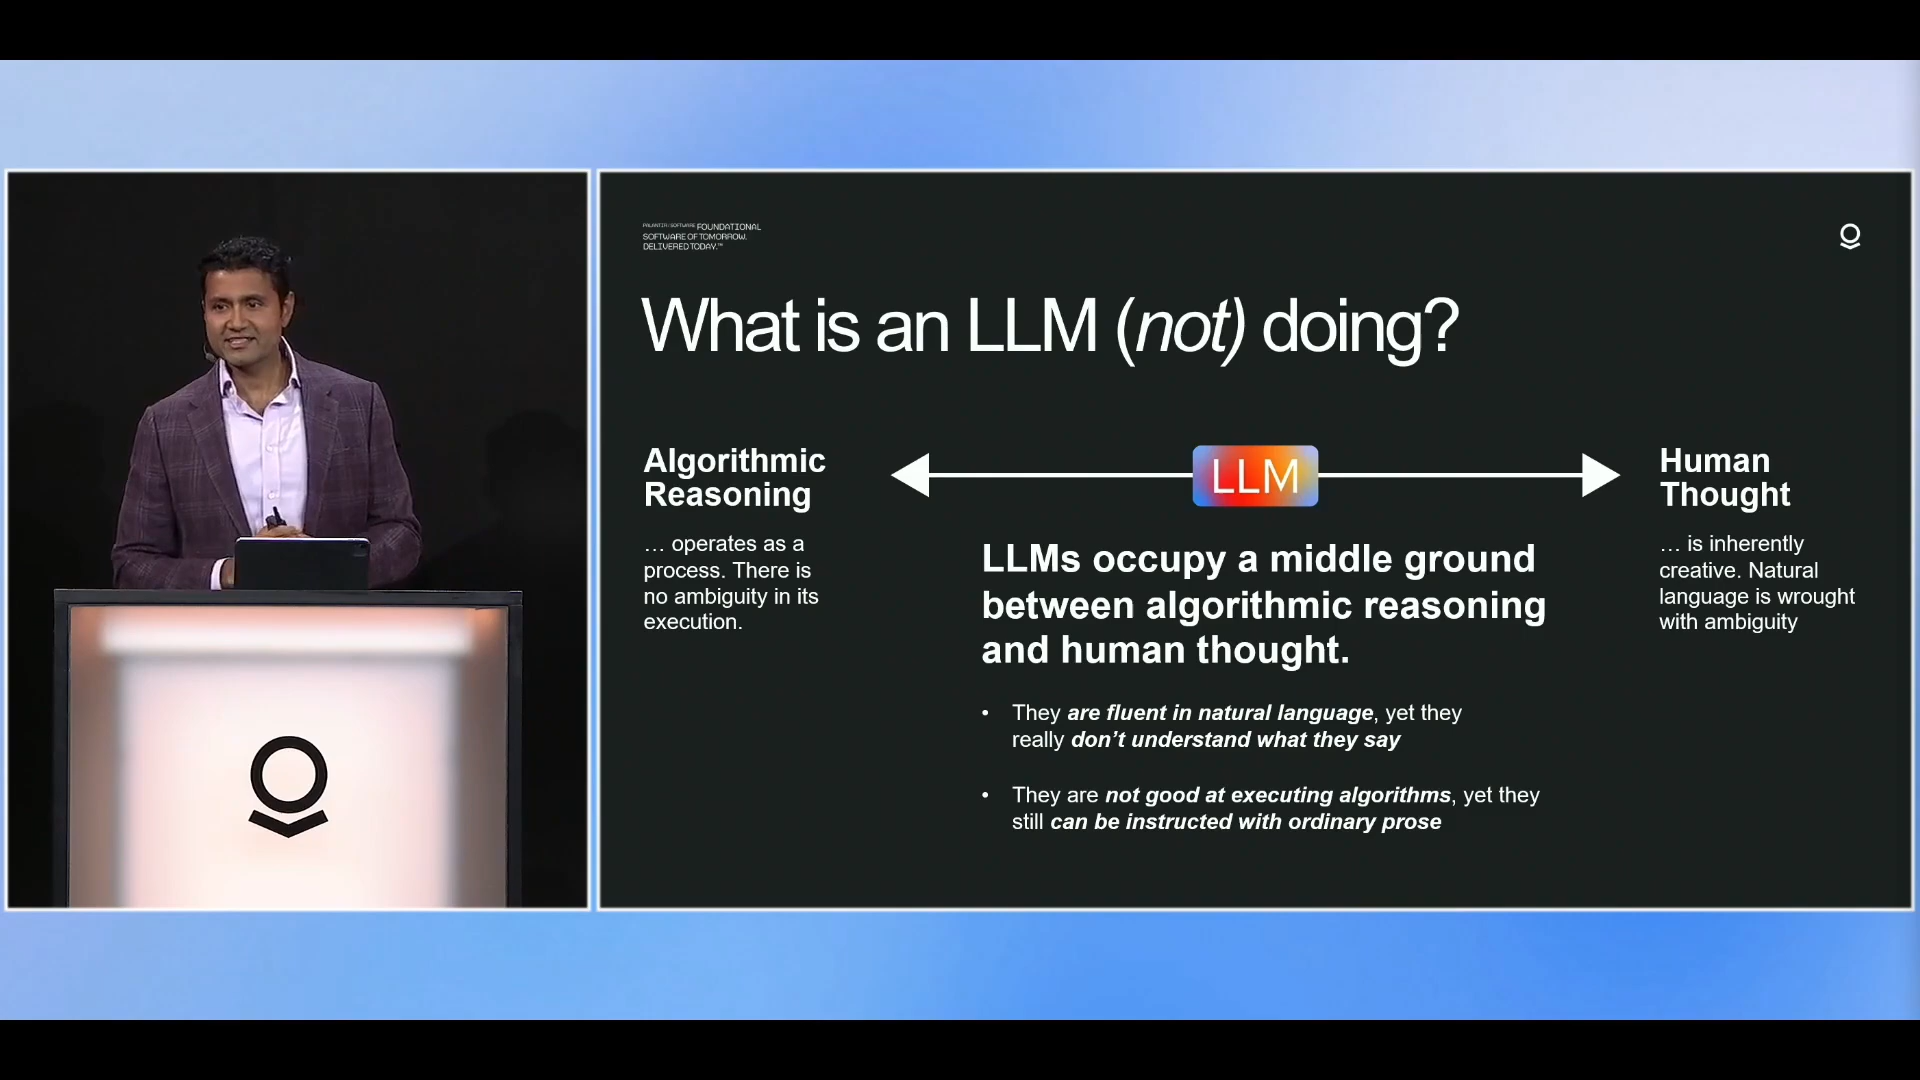 PALANTIR | SOFTWARE FOUNDATIONAL
SOFTWARE OF TOMORROW.
DELIVERED TODAY.™
What is an LLM (not) doing?
Algorithmic
Reasoning
… operates as a
process. There is
no ambiguity in its
execution.
LLM
LLMs occupy a middle ground
between algorithmic reasoning
and human thought.
• They are fluent in natural language, yet they
really don’t understand what they say
• They are not good at executing algorithms, yet they
still can be instructed with ordinary prose
Human
Thought
… is inherently
creative. Natural
language is wrought
with ambiguity